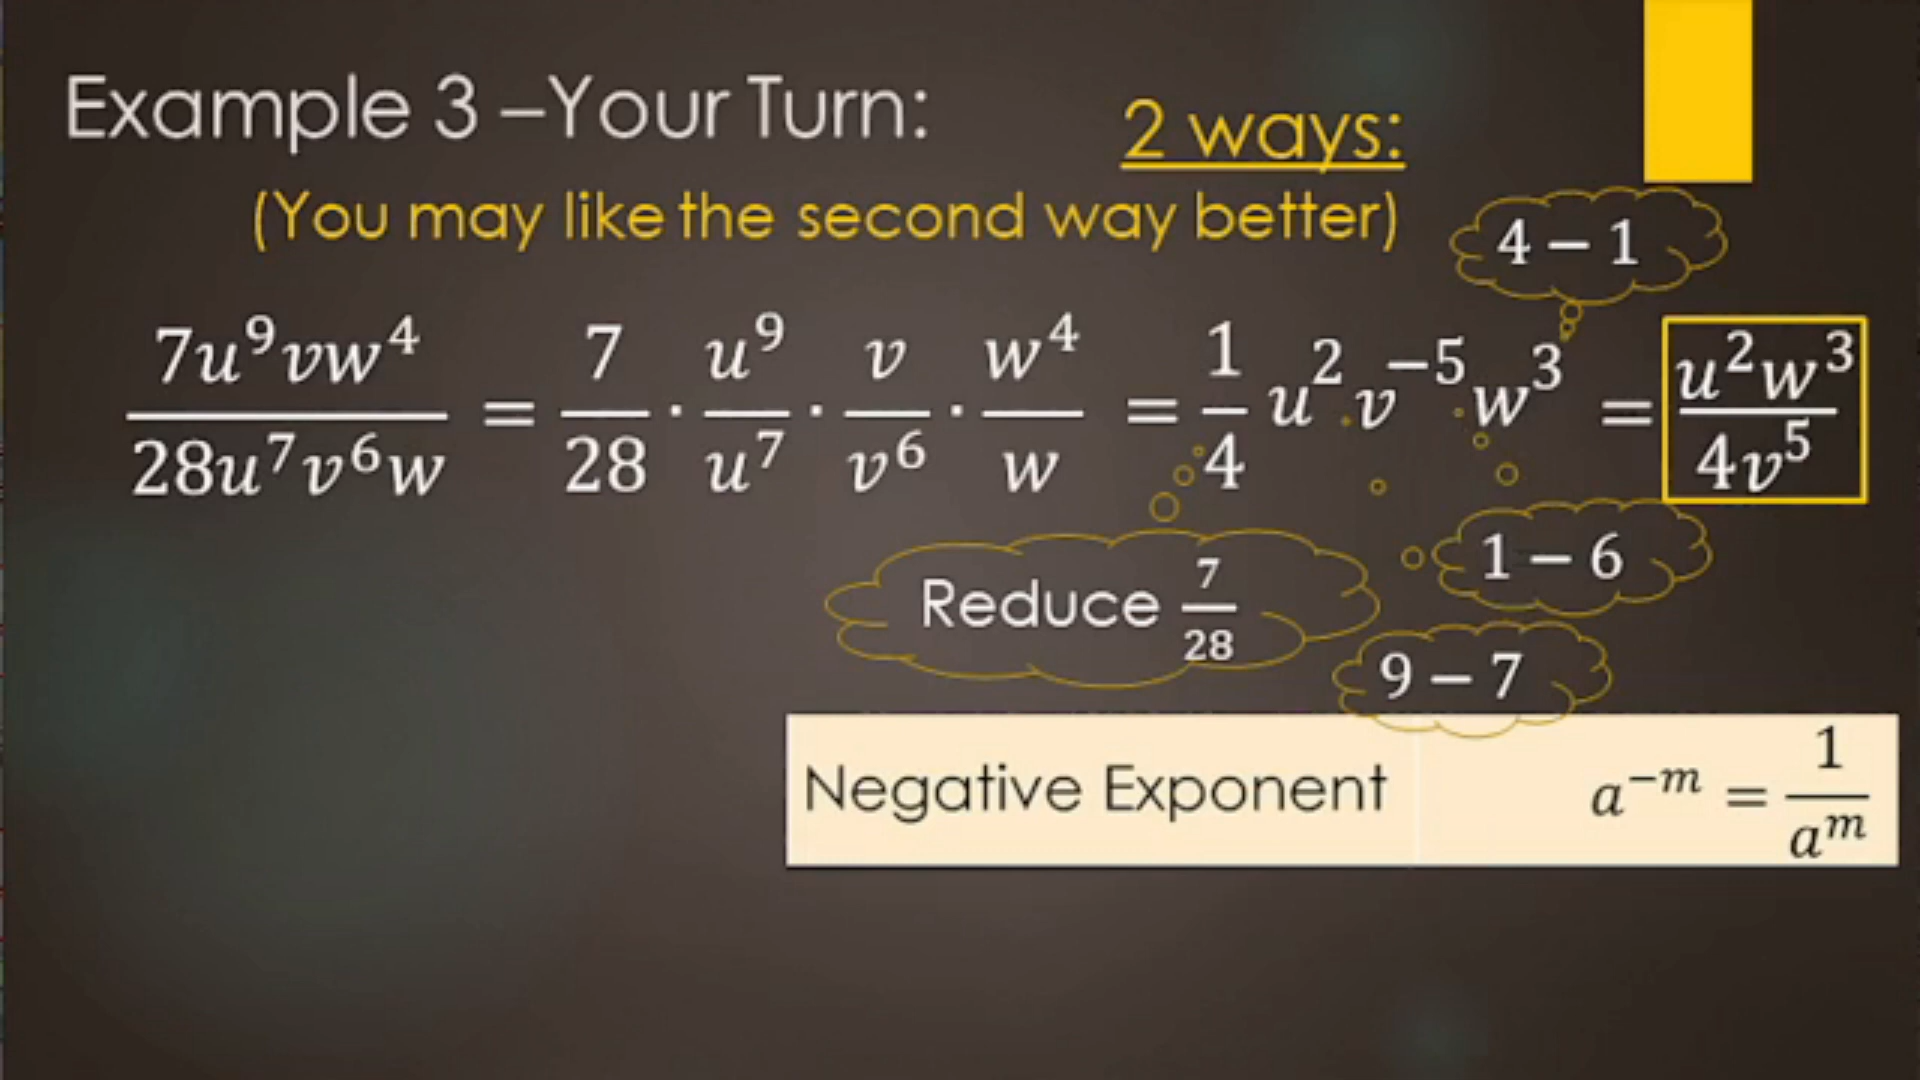 Example 3 –Your Turn:
2 ways:
(You may like the second way better)
4 − 1
7u⁹vw⁴/28u⁷v⁶w = 7/28 · u⁹/u⁷ · v/v⁶ · w⁴/w = 1/4 u²v⁻⁵w³ = u²w³/4v⁵
1 − 6
Reduce 7/28
9 − 7
Negative Exponent a⁻ᵐ = 1/aᵐ